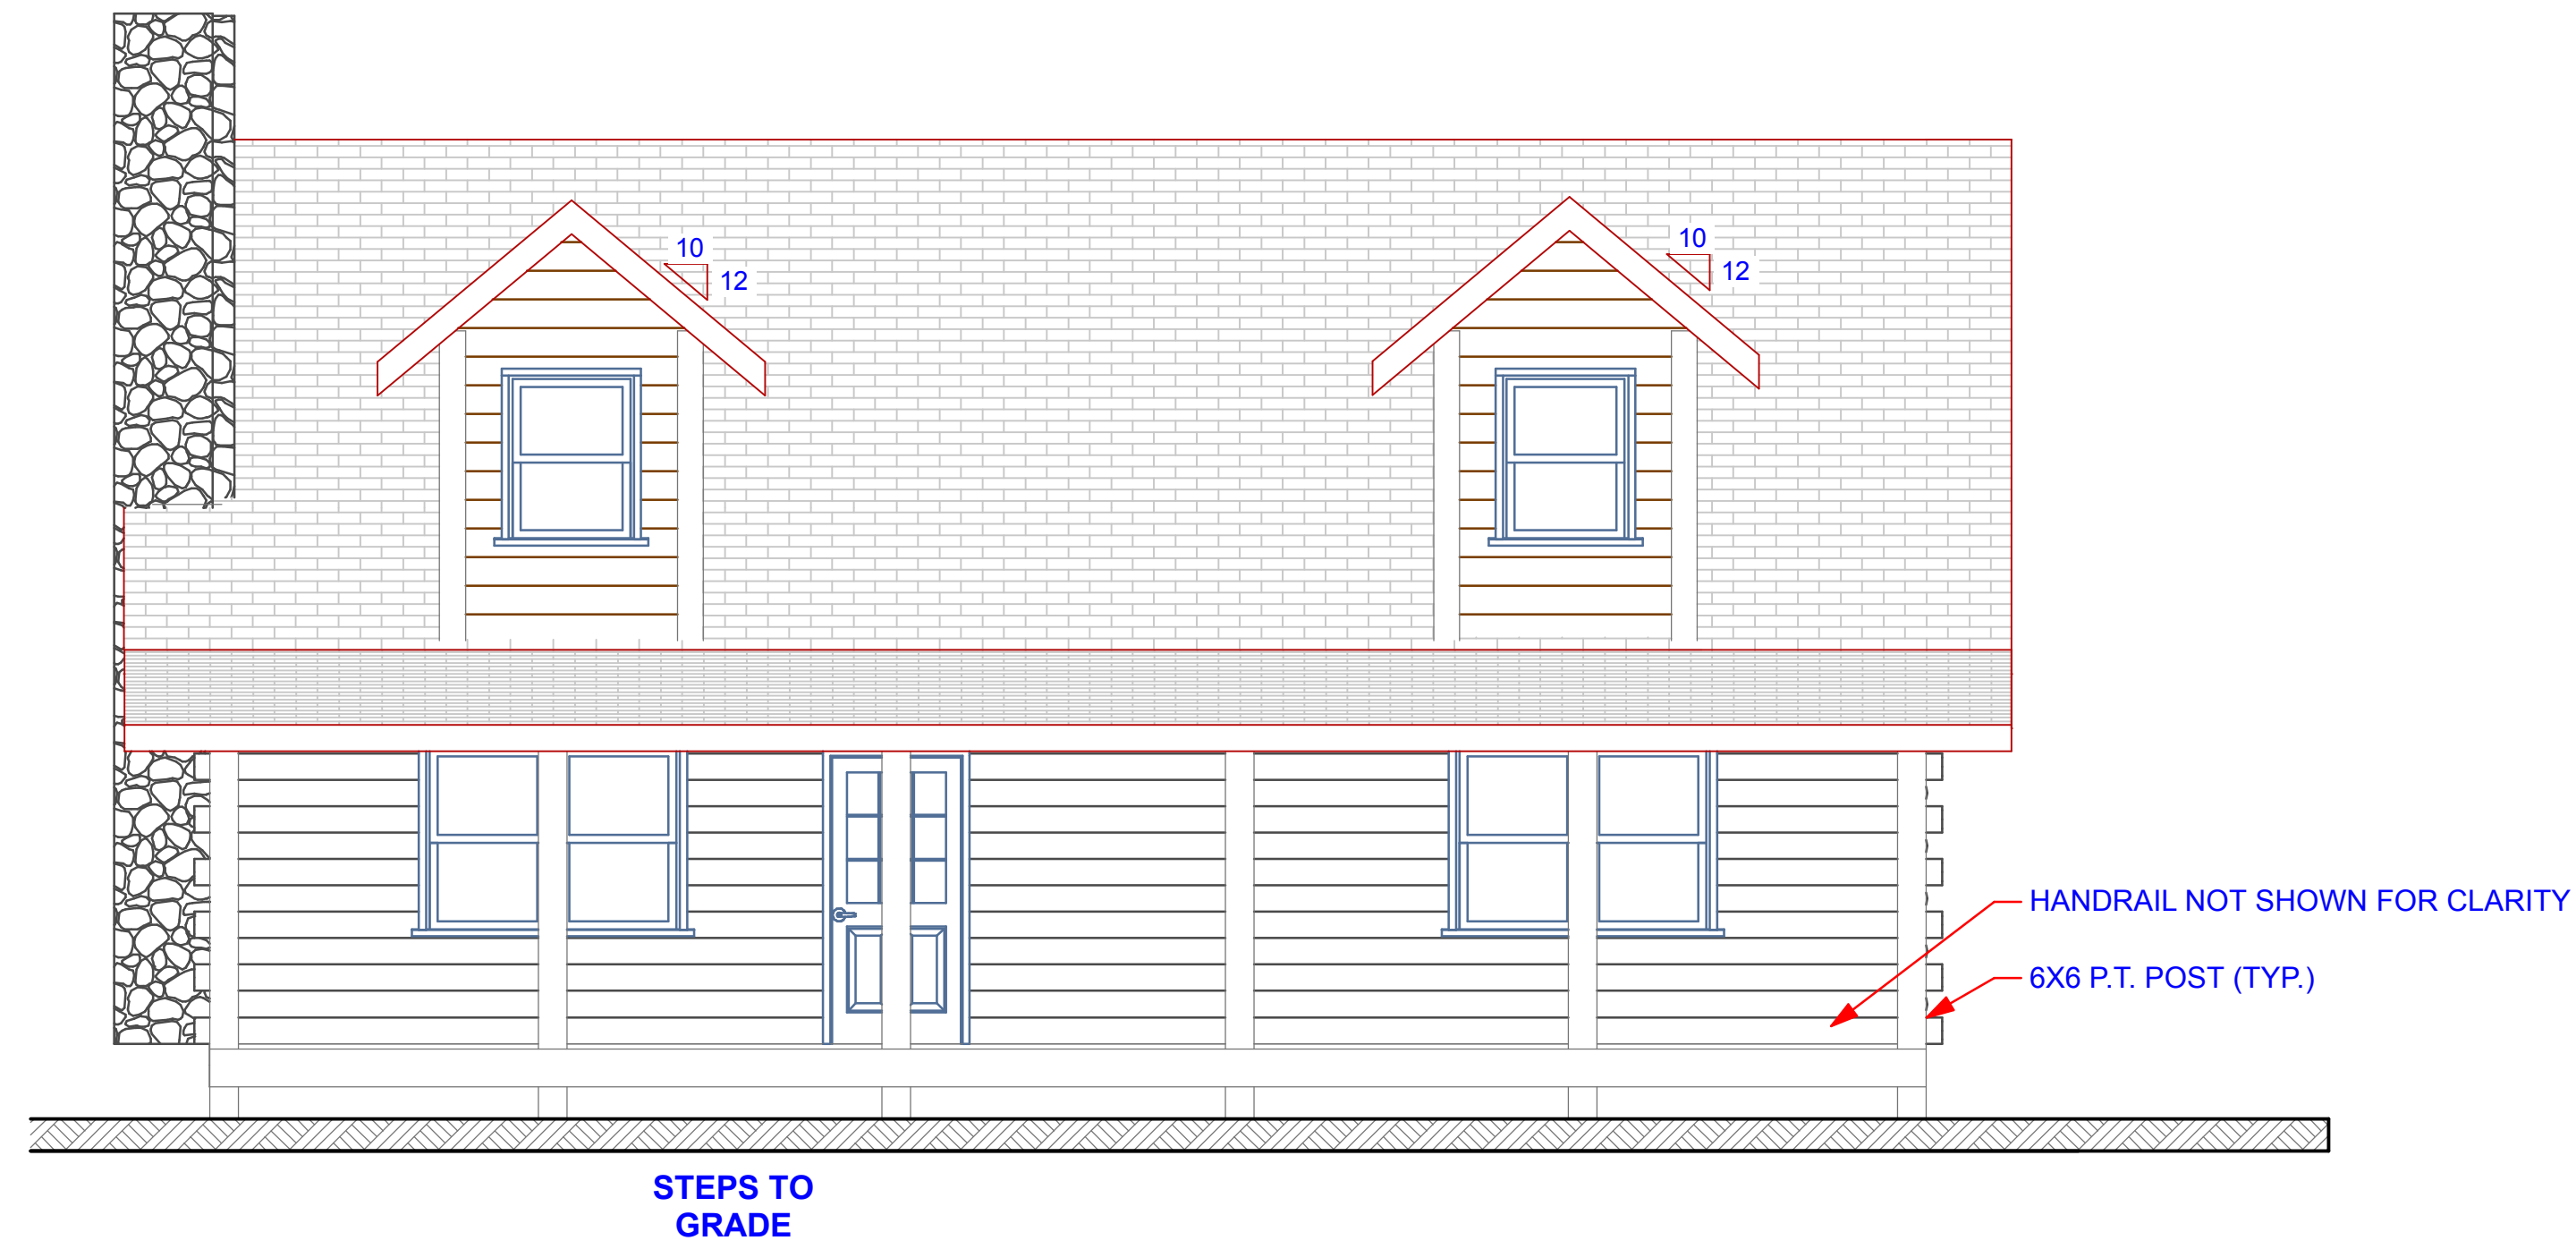 10
12
10
12
HANDRAIL NOT SHOWN FOR CLARITY
6X6 P.T. POST (TYP.)
STEPS TO
GRADE